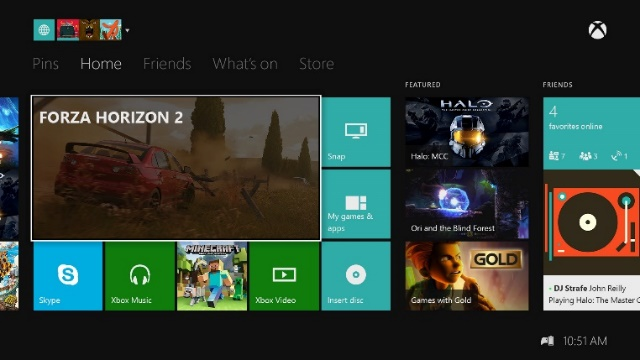 Pins Home Friends What's on Store
FEATURED
FRIENDS
FORZA HORIZON 2
Snap
My games &
apps
Skype
Xbox Music
MINECRAFT
Xbox Video
Insert disc
HALO
Halo: MCC
Ori and the Blind Forest
GOLD
Games with Gold
4
favorites online
7
3
1
DJ Strafe John Reilly
Playing Halo: The Master C
10:51 AM